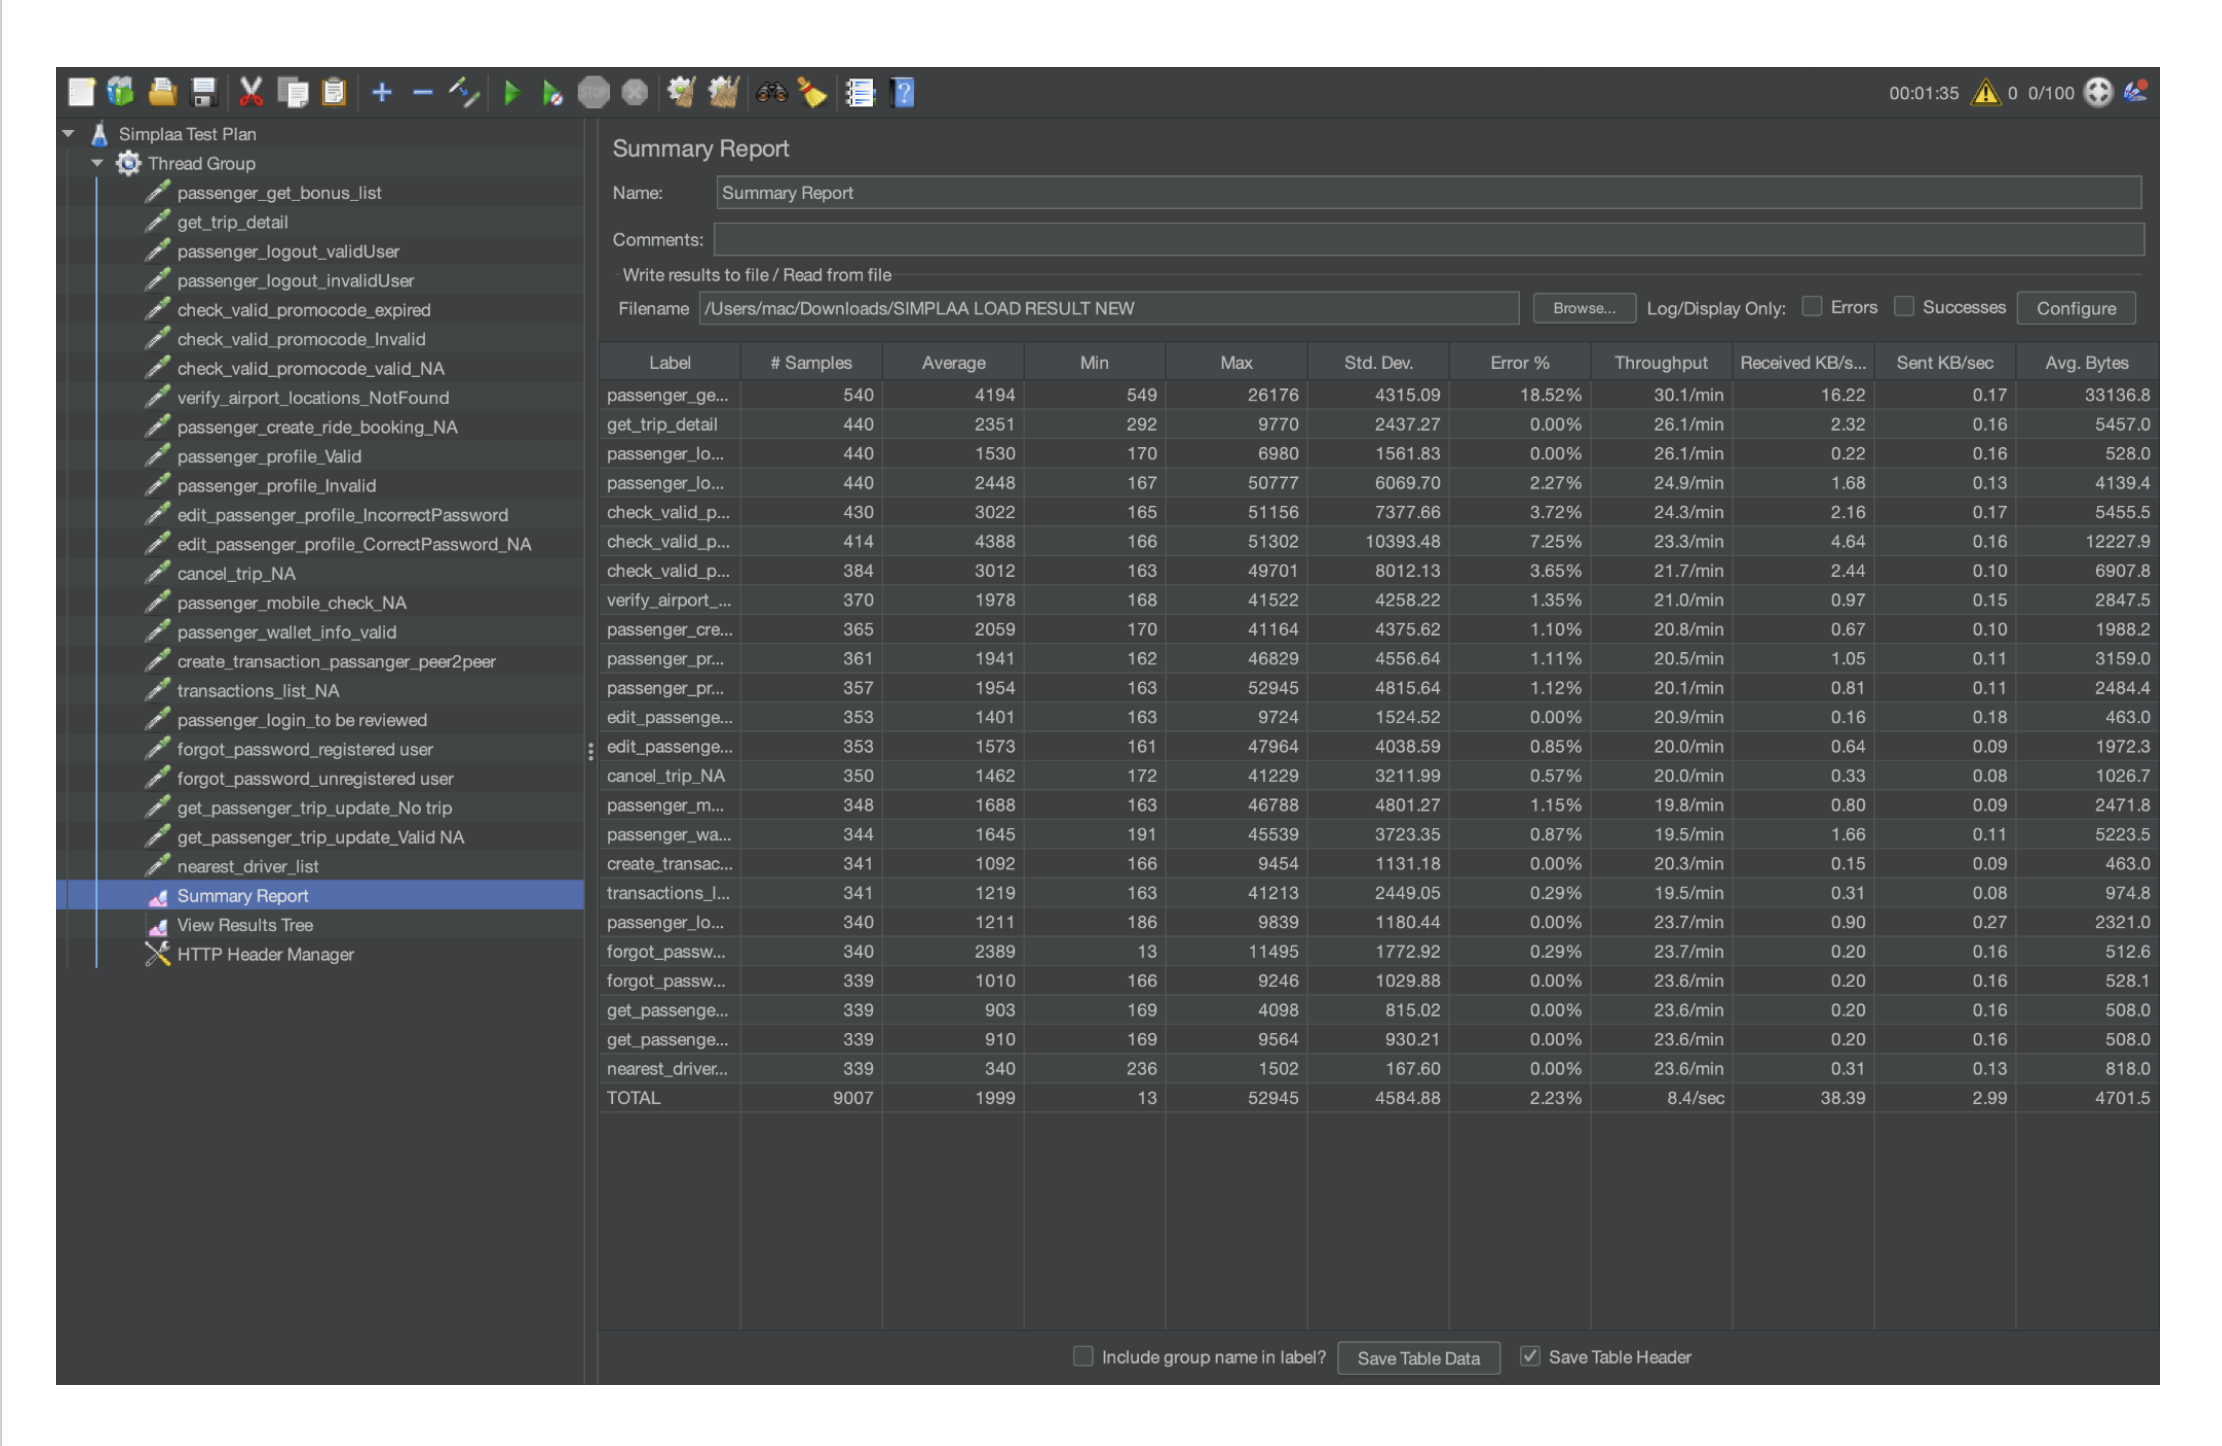 STOP
?
00:01:35 0 0/100
Simplaa Test Plan
Thread Group
passenger_get_bonus_list
get_trip_detail
passenger_logout_validUser
passenger_logout_invalidUser
check_valid_promocode_expired
check_valid_promocode_Invalid
check_valid_promocode_valid_NA
verify_airport_locations_NotFound
passenger_create_ride_booking_NA
passenger_profile_Valid
passenger_profile_Invalid
edit_passenger_profile_IncorrectPassword
edit_passenger_profile_CorrectPassword_NA
cancel_trip_NA
passenger_mobile_check_NA
passenger_wallet_info_valid
create_transaction_passanger_peer2peer
transactions_list_NA
passenger_login_to be reviewed
forgot_password_registered user
forgot_password_unregistered user
get_passenger_trip_update_No trip
get_passenger_trip_update_Valid NA
nearest_driver_list
Summary Report
View Results Tree
HTTP Header Manager
Summary Report
Name: Summary Report
Comments:
Write results to file / Read from file
Filename /Users/mac/Downloads/SIMPLAA LOAD RESULT NEW Browse... Log/Display Only: Errors Successes Configure
Label # Samples Average Min Max Std. Dev. Error % Throughput Received KB/s... Sent KB/sec Avg. Bytes
passenger_ge... 540 4194 549 26176 4315.09 18.52% 30.1/min 16.22 0.17 33136.8
get_trip_detail 440 2351 292 9770 2437.27 0.00% 26.1/min 2.32 0.16 5457.0
passenger_lo... 440 1530 170 6980 1561.83 0.00% 26.1/min 0.22 0.16 528.0
passenger_lo... 440 2448 167 50777 6069.70 2.27% 24.9/min 1.68 0.13 4139.4
check_valid_p... 430 3022 165 51156 7377.66 3.72% 24.3/min 2.16 0.17 5455.5
check_valid_p... 414 4388 166 51302 10393.48 7.25% 23.3/min 4.64 0.16 12227.9
check_valid_p... 384 3012 163 49701 8012.13 3.65% 21.7/min 2.44 0.10 6907.8
verify_airport_... 370 1978 168 41522 4258.22 1.35% 21.0/min 0.97 0.15 2847.5
passenger_cre... 365 2059 170 41164 4375.62 1.10% 20.8/min 0.67 0.10 1988.2
passenger_pr... 361 1941 162 46829 4556.64 1.11% 20.5/min 1.05 0.11 3159.0
passenger_pr... 357 1954 163 52945 4815.64 1.12% 20.1/min 0.81 0.11 2484.4
edit_passenge... 353 1401 163 9724 1524.52 0.00% 20.9/min 0.16 0.18 463.0
edit_passenge... 353 1573 161 47964 4038.59 0.85% 20.0/min 0.64 0.09 1972.3
cancel_trip_NA 350 1462 172 41229 3211.99 0.57% 20.0/min 0.33 0.08 1026.7
passenger_m... 348 1688 163 46788 4801.27 1.15% 19.8/min 0.80 0.09 2471.8
passenger_wa... 344 1645 191 45539 3723.35 0.87% 19.5/min 1.66 0.11 5223.5
create_transac... 341 1092 166 9454 1131.18 0.00% 20.3/min 0.15 0.09 463.0
transactions_l... 341 1219 163 41213 2449.05 0.29% 19.5/min 0.31 0.08 974.8
passenger_lo... 340 1211 186 9839 1180.44 0.00% 23.7/min 0.90 0.27 2321.0
forgot_passw... 340 2389 13 11495 1772.92 0.29% 23.7/min 0.20 0.16 512.6
forgot_passw... 339 1010 166 9246 1029.88 0.00% 23.6/min 0.20 0.16 528.1
get_passenge... 339 903 169 4098 815.02 0.00% 23.6/min 0.20 0.16 508.0
get_passenge... 339 910 169 9564 930.21 0.00% 23.6/min 0.20 0.16 508.0
nearest_driver... 339 340 236 1502 167.60 0.00% 23.6/min 0.31 0.13 818.0
TOTAL 9007 1999 13 52945 4584.88 2.23% 8.4/sec 38.39 2.99 4701.5
Include group name in label? Save Table Data Save Table Header